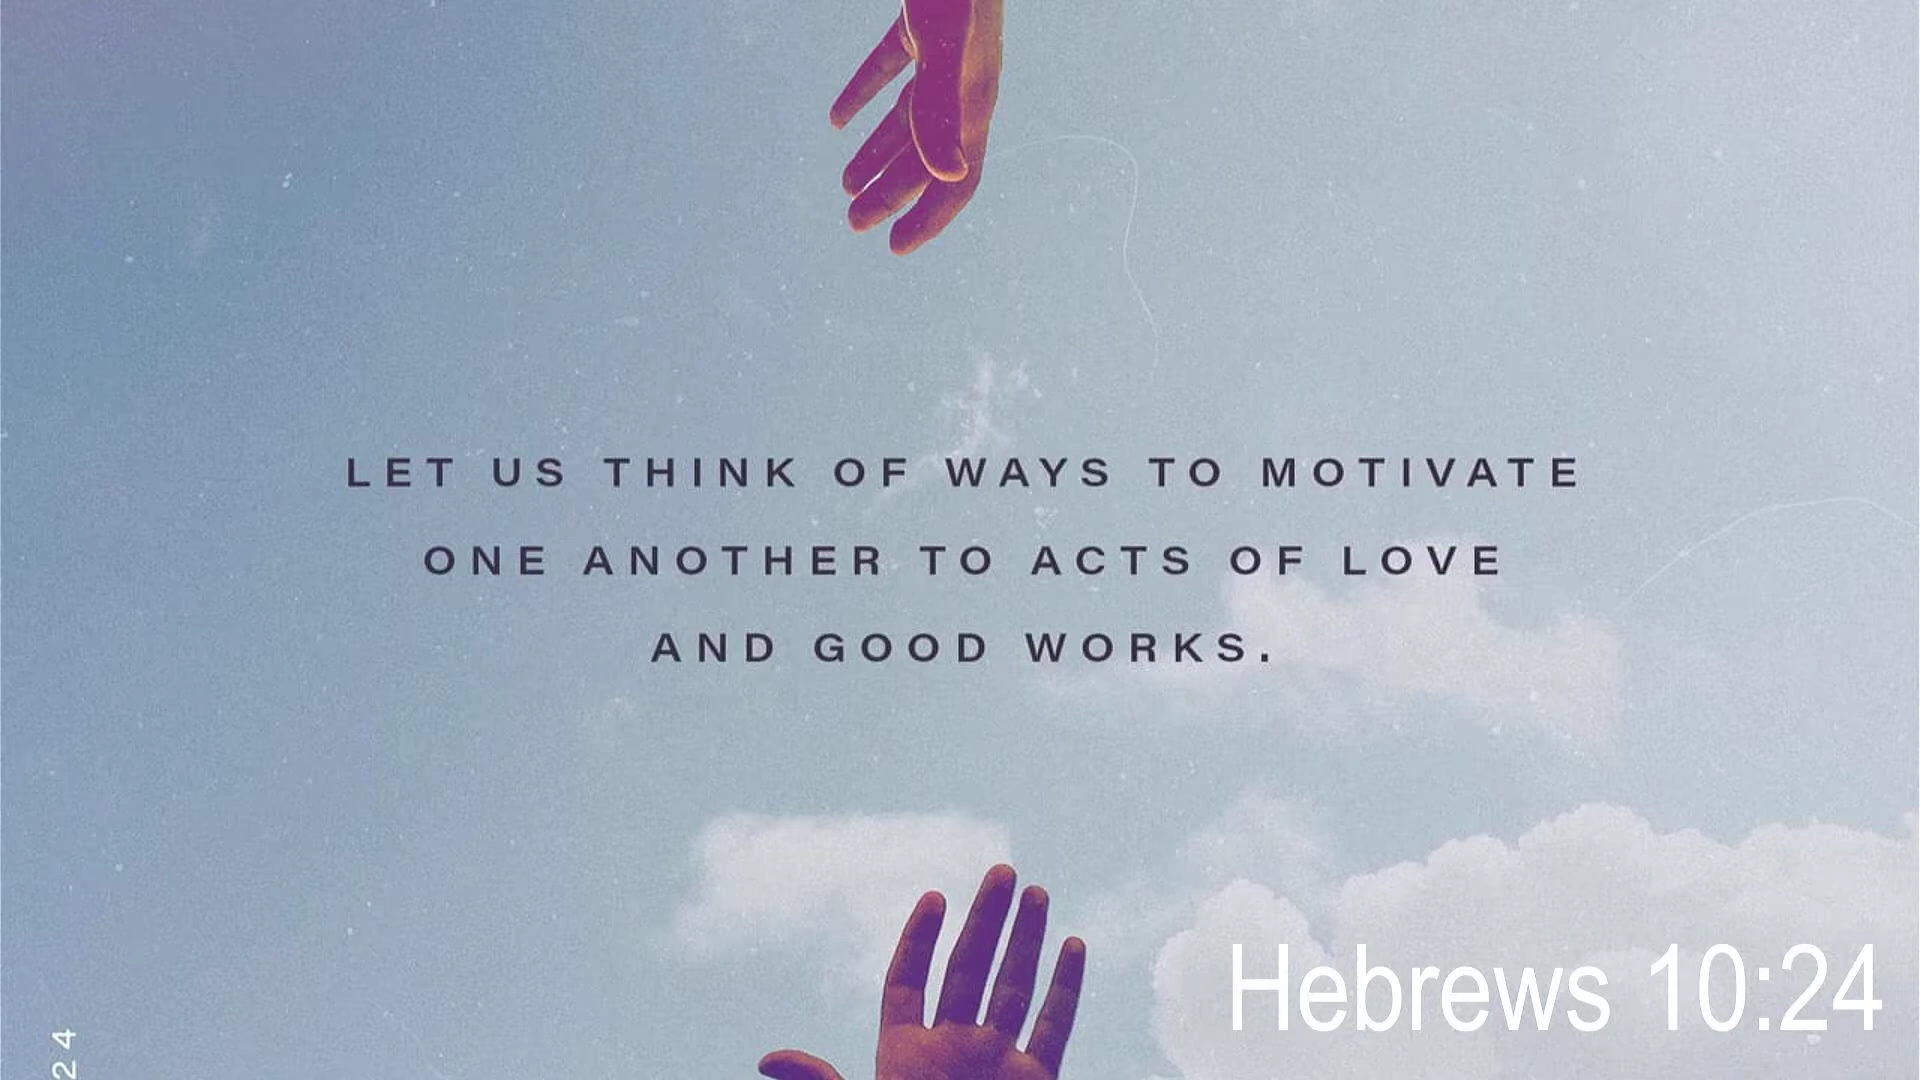 LET US THINK OF WAYS TO MOTIVATE
ONE ANOTHER TO ACTS OF LOVE
AND GOOD WORKS.
Hebrews 10:24
24